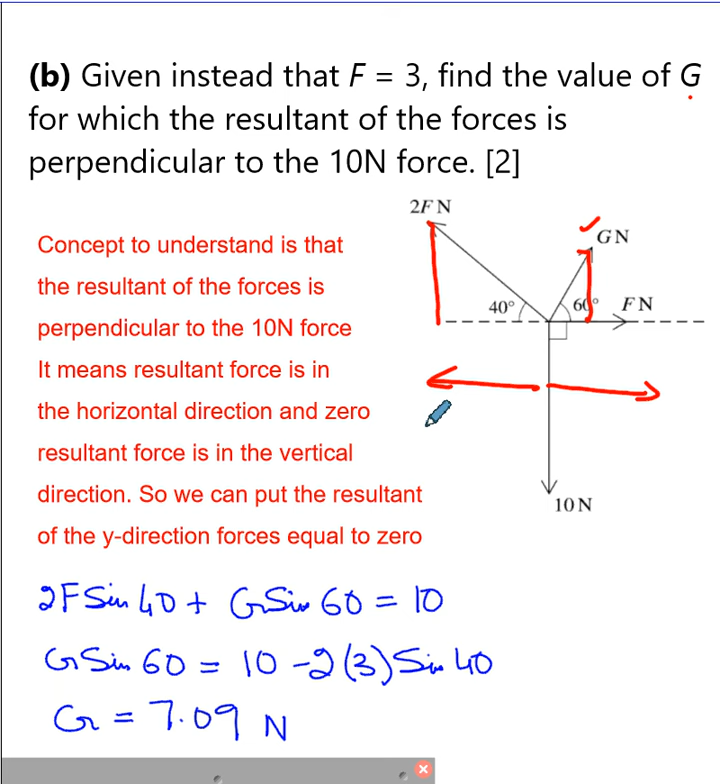 (b) Given instead that F = 3, find the value of G
for which the resultant of the forces is
perpendicular to the 10N force. [2]
2F N
G N
Concept to understand is that
the resultant of the forces is
40°
60°
F N
perpendicular to the 10N force
It means resultant force is in
the horizontal direction and zero
resultant force is in the vertical
direction. So we can put the resultant
10 N
of the y-direction forces equal to zero
2F Sin 40 + G Sin 60 = 10
G Sin 60 = 10 - 2(3) Sin 40
G = 7.09 N